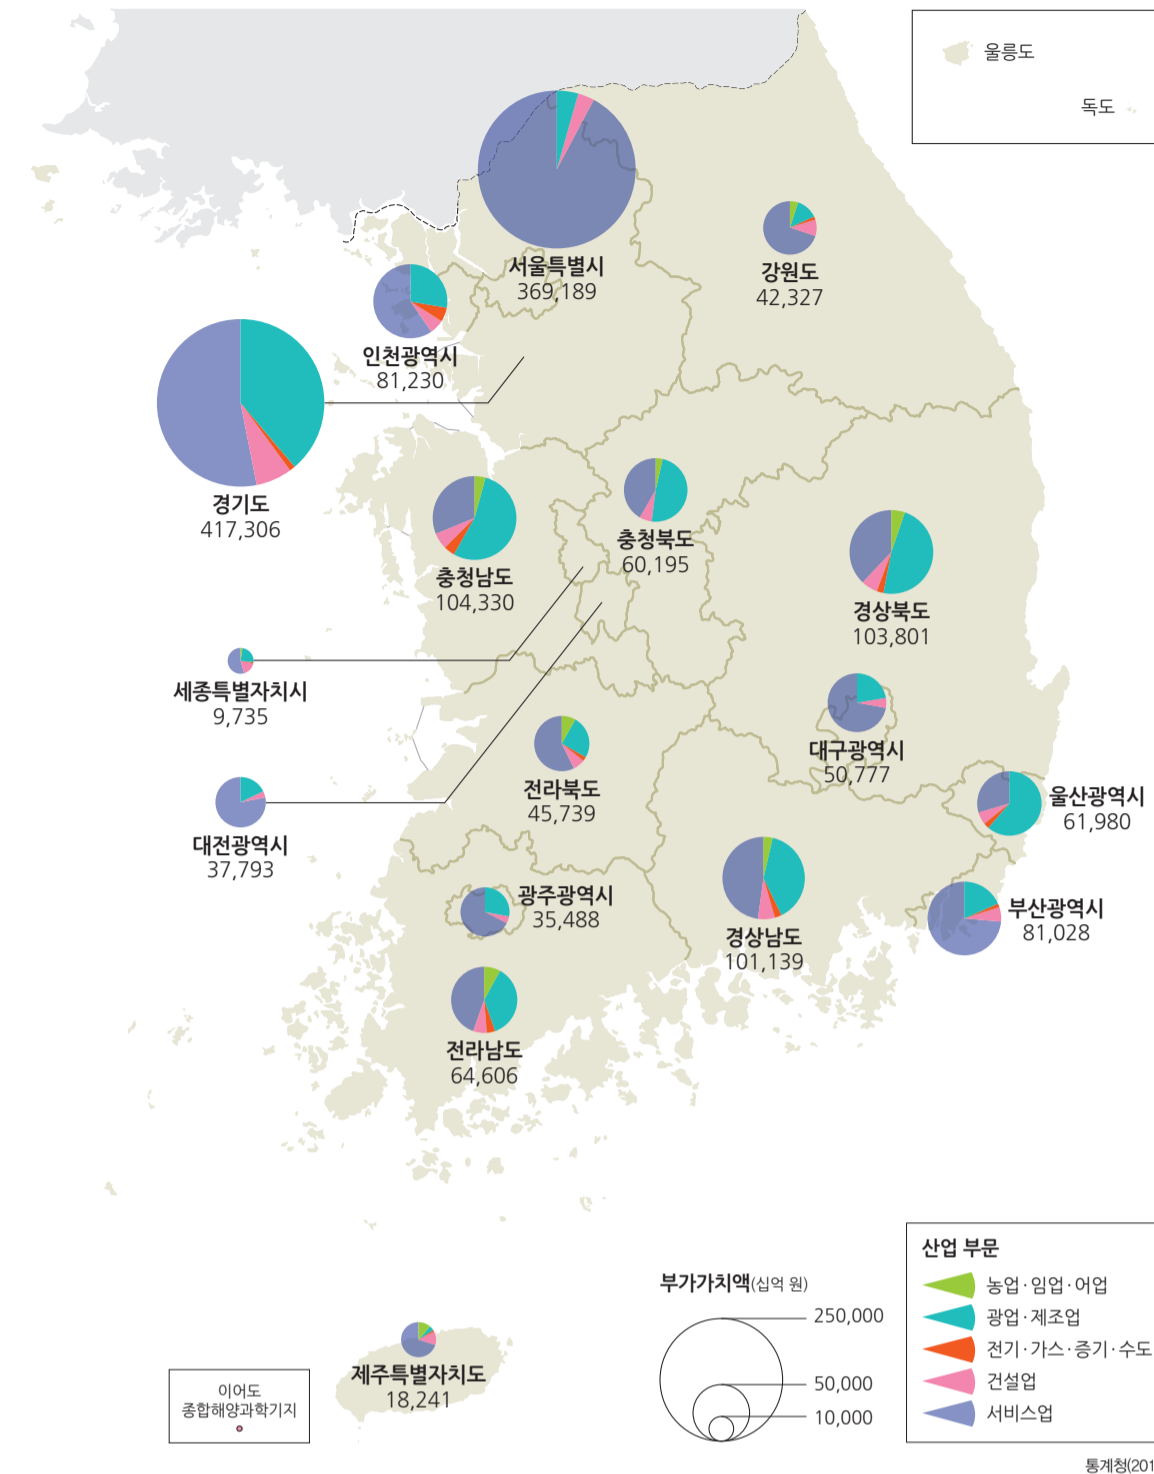 울릉도
독도
서울특별시
369,189
강원도
42,327
인천광역시
81,230
경기도
417,306
충청남도
104,330
충청북도
60,195
경상북도
103,801
세종특별자치시
9,735
대구광역시
50,777
전라북도
45,739
울산광역시
61,980
대전광역시
37,793
광주광역시
35,488
경상남도
101,139
부산광역시
81,028
전라남도
64,606
제주특별자치도
18,241
이어도
종합해양과학기지
부가가치액(십억 원)
250,000
50,000
10,000
산업 부문
농업·임업·어업
광업·제조업
전기·가스·증기·수도
건설업
서비스업
통계청(201